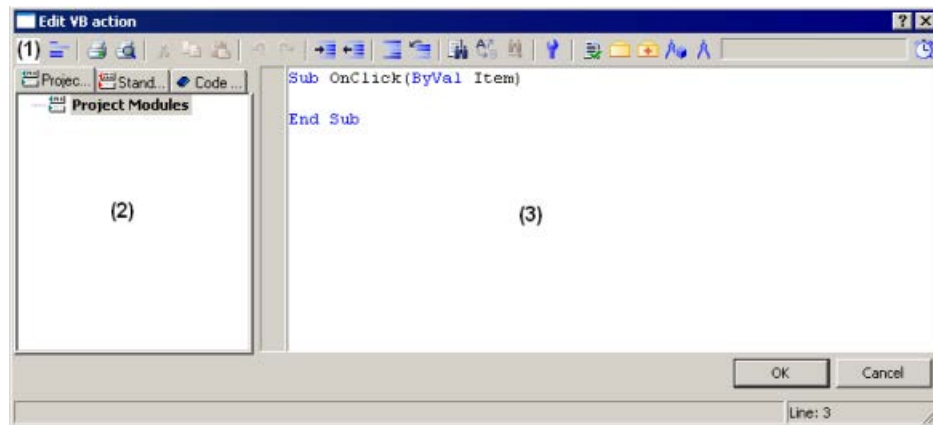 Edit VB action
(1)
Projec... Stand... Code ...
Project Modules
(2)
Sub OnClick(ByVal Item)
End Sub
(3)
OK Cancel
Line: 3